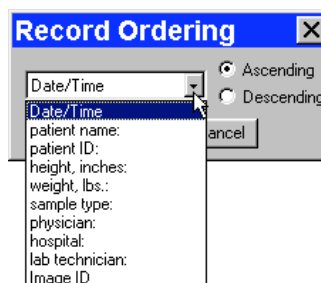 Record Ordering
Date/Time
Ascending
Descending
Date/Time
patient name:
patient ID:
height, inches:
weight, lbs.:
sample type:
physician:
hospital:
lab technician:
Image ID
ancel